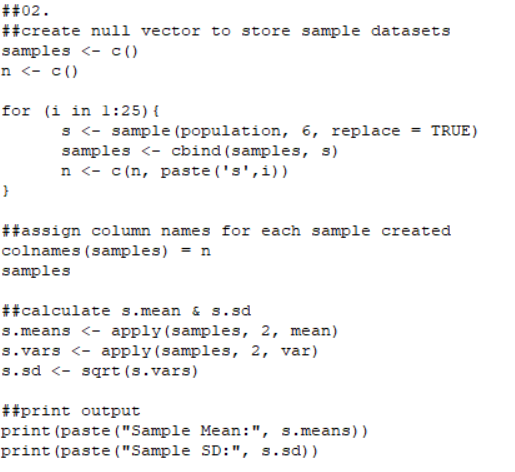 ##02.
##create null vector to store sample datasets
samples <- c()
n <- c()
for (i in 1:25){
s <- sample(population, 6, replace = TRUE)
samples <- cbind(samples, s)
n <- c(n, paste('s',i))
}
##assign column names for each sample created
colnames(samples) = n
samples
##calculate s.mean & s.sd
s.means <- apply(samples, 2, mean)
s.vars <- apply(samples, 2, var)
s.sd <- sqrt(s.vars)
##print output
print(paste("Sample Mean:", s.means))
print(paste("Sample SD:", s.sd))